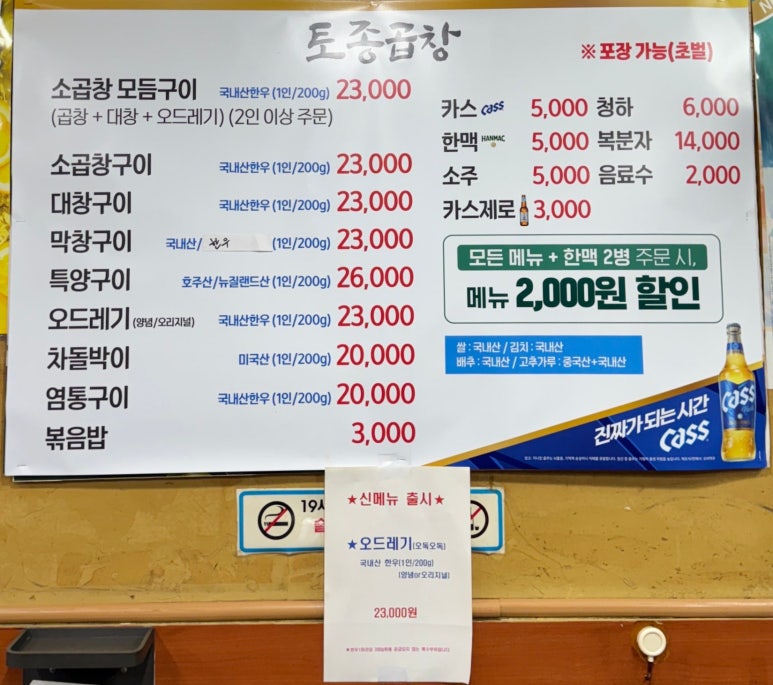 토종곱창
※ 포장 가능(초벌)
소곱창 모듬구이 국내산한우 (1인/200g) 23,000
(곱창 + 대창 + 오드레기) (2인 이상 주문)
소곱창구이 국내산한우 (1인/200g) 23,000
대창구이 국내산한우 (1인/200g) 23,000
막창구이 국내산/ 한우 (1인/200g) 23,000
특양구이 호주산/뉴질랜드산 (1인/200g) 26,000
오드레기 (양념/오리지널) 국내산한우 (1인/200g) 23,000
차돌박이 미국산 (1인/200g) 20,000
염통구이 국내산한우 (1인/200g) 20,000
볶음밥 3,000
카스 Cass 5,000 청하 6,000
한맥 HANMAC 5,000 복분자 14,000
소주 5,000 음료수 2,000
카스제로 3,000
모든 메뉴 + 한맥 2병 주문 시,
메뉴 2,000원 할인
쌀 : 국내산 / 김치 : 국내산
배추 : 국내산 / 고추가루 : 중국산+국내산
진짜가 되는 시간
Cass
Cass
19
★신메뉴 출시★
★오드레기(오독오독)
국내산 한우(1인/200g)
(양념or오리지널)
23,000원